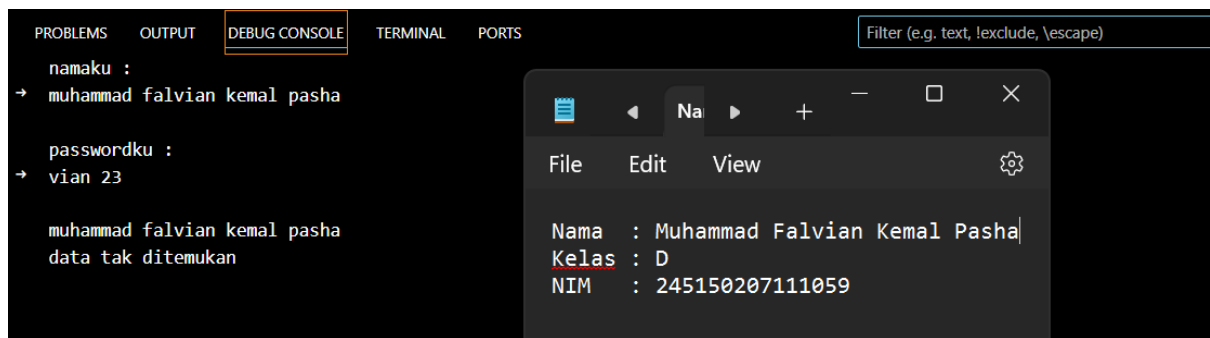 PROBLEMS OUTPUT DEBUG CONSOLE TERMINAL PORTS Filter (e.g. text, !exclude, \escape)
namaku :
→ muhammad falvian kemal pasha
passwordku :
→ vian 23
muhammad falvian kemal pasha
data tak ditemukan
Na
File Edit View
Nama : Muhammad Falvian Kemal Pasha
Kelas : D
NIM : 245150207111059